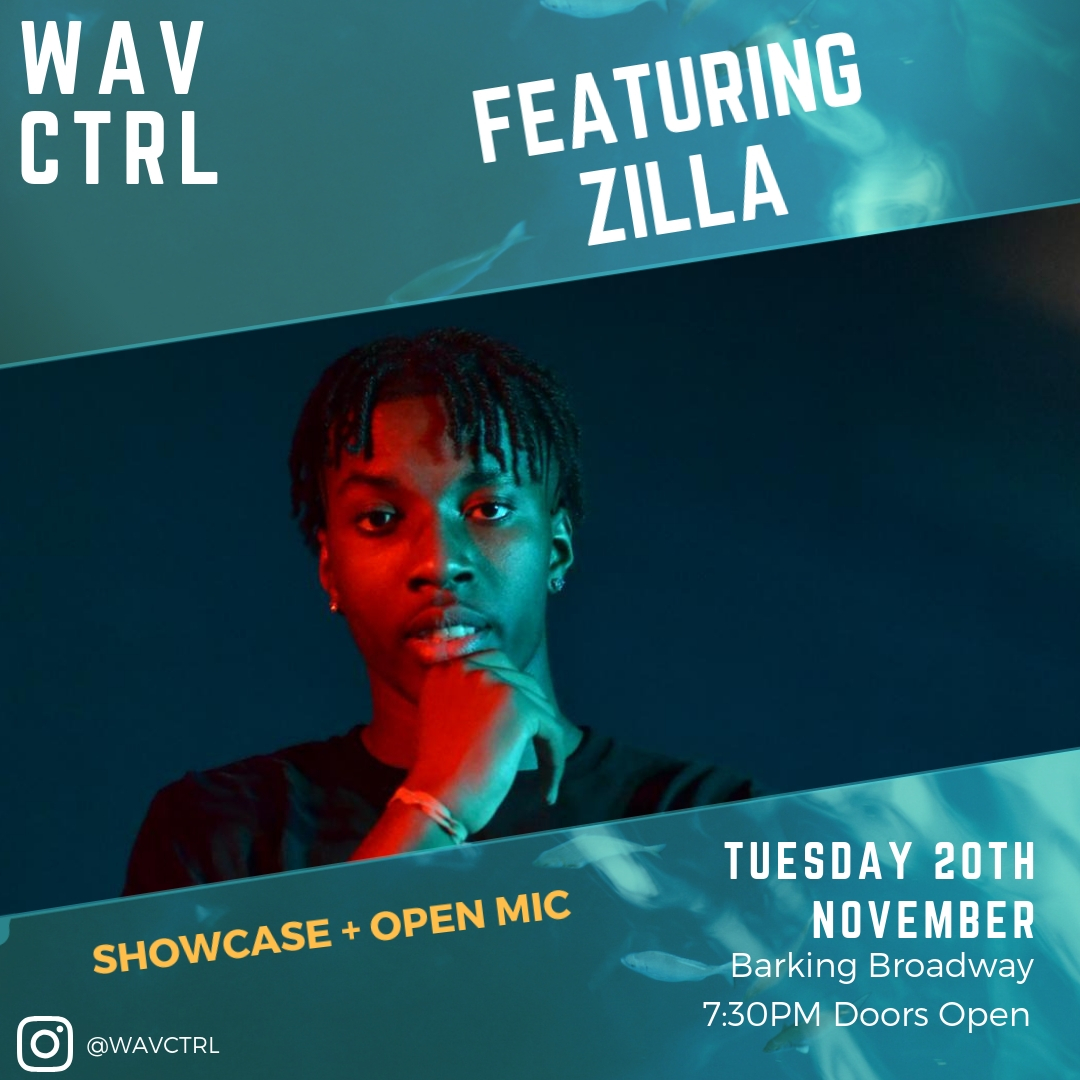 WAV
CTRL
FEATURING
ZILLA
SHOWCASE + OPEN MIC
TUESDAY 20TH
NOVEMBER
Barking Broadway
7:30PM Doors Open
@WAVCTRL